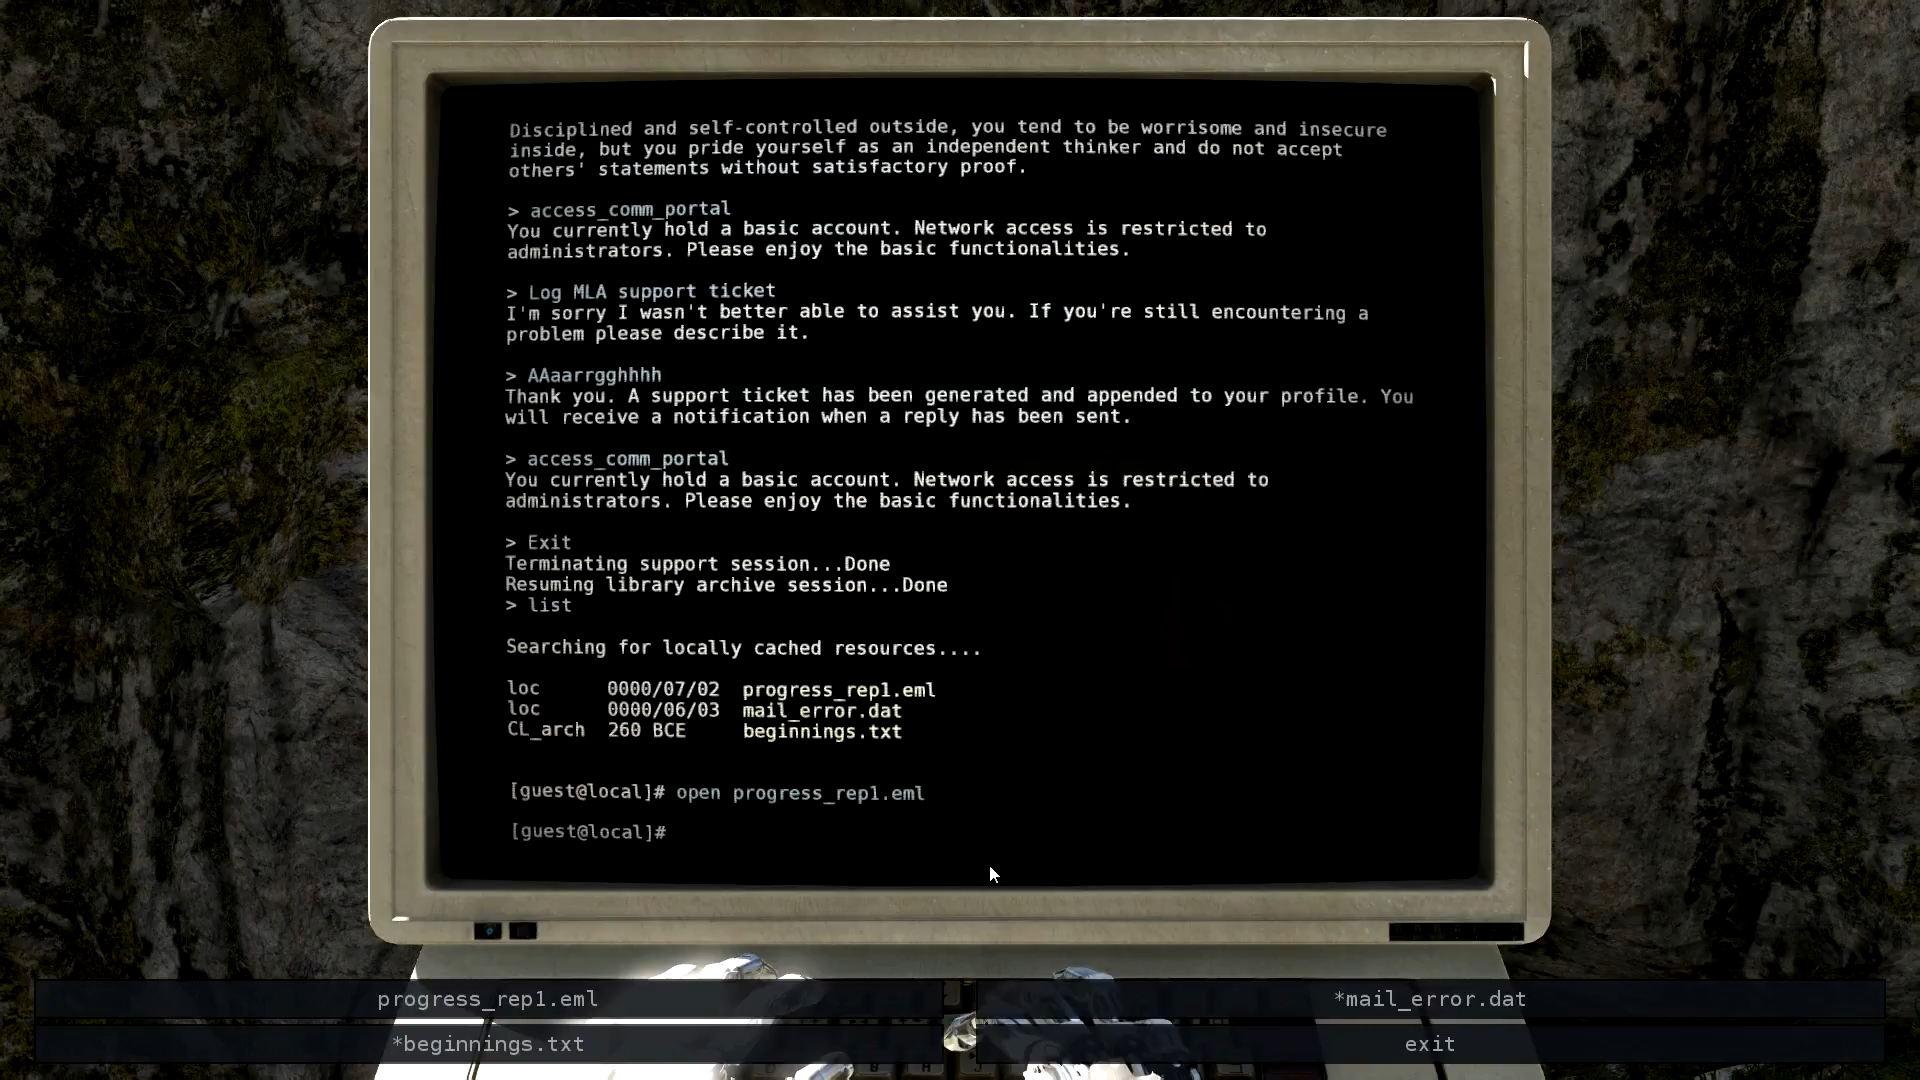 Disciplined and self-controlled outside, you tend to be worrisome and insecure
inside, but you pride yourself as an independent thinker and do not accept
others' statements without satisfactory proof.
> access_comm_portal
You currently hold a basic account. Network access is restricted to
administrators. Please enjoy the basic functionalities.
> Log MLA support ticket
I'm sorry I wasn't better able to assist you. If you're still encountering a
problem please describe it.
> AAaarrgghhhh
Thank you. A support ticket has been generated and appended to your profile. You
will receive a notification when a reply has been sent.
> access_comm_portal
You currently hold a basic account. Network access is restricted to
administrators. Please enjoy the basic functionalities.
> Exit
Terminating support session...Done
Resuming library archive session...Done
> list
Searching for locally cached resources....
loc 0000/07/02 progress_rep1.eml
loc 0000/06/03 mail_error.dat
CL_arch 260 BCE beginnings.txt
[guest@local]# open progress_rep1.eml
[guest@local]#
progress_rep1.eml *mail_error.dat
*beginnings.txt exit